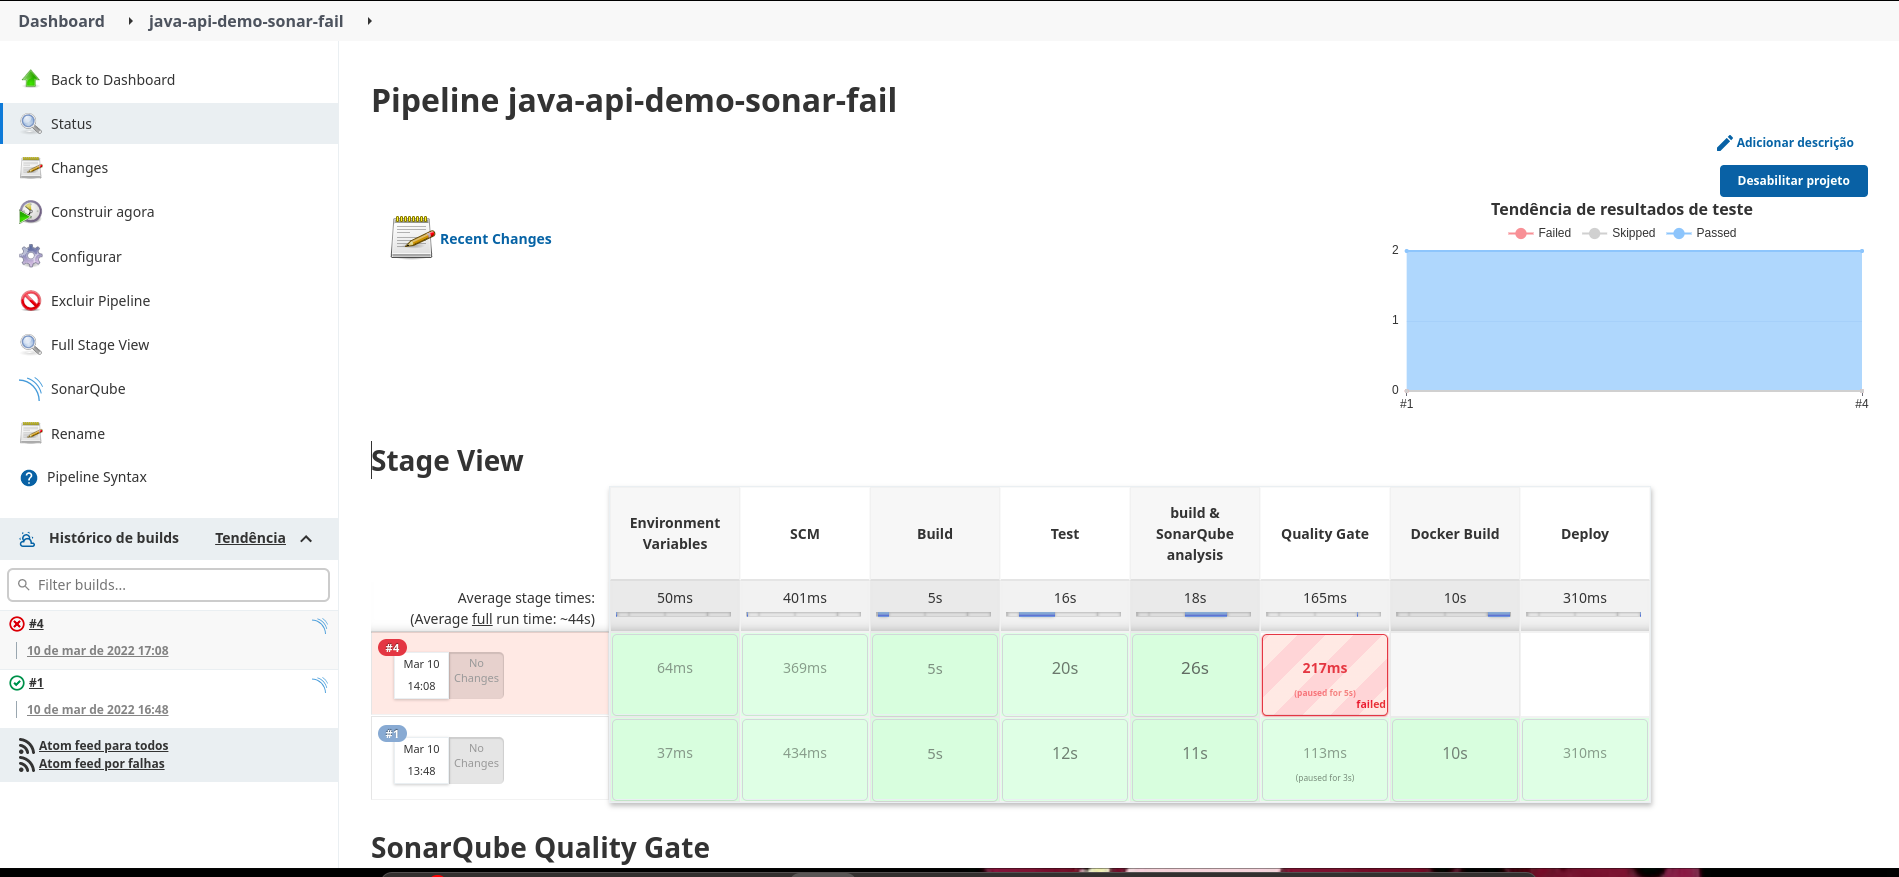 Dashboard
java-api-demo-sonar-fail
Back to Dashboard
Status
Changes
Construir agora
Configurar
Excluir Pipeline
Full Stage View
SonarQube
Rename
Pipeline Syntax
Histórico de builds Tendência
Filter builds...
#4
10 de mar de 2022 17:08
#1
10 de mar de 2022 16:48
Atom feed para todos
Atom feed por falhas
Pipeline java-api-demo-sonar-fail
Adicionar descrição
Desabilitar projeto
Recent Changes
Tendência de resultados de teste
Failed Skipped Passed
2
1
0
#1 #4
Stage View
Environment
Variables
SCM
Build
Test
build &
SonarQube
analysis
Quality Gate
Docker Build
Deploy
Average stage times:
(Average full run time: ~44s)
50ms 401ms 5s 16s 18s 165ms 10s 310ms
#4
Mar 10
14:08
No
Changes
64ms 369ms 5s 20s 26s 217ms
(paused for 5s)
failed
#1
Mar 10
13:48
No
Changes
37ms 434ms 5s 12s 11s 113ms
(paused for 3s)
10s 310ms
SonarQube Quality Gate